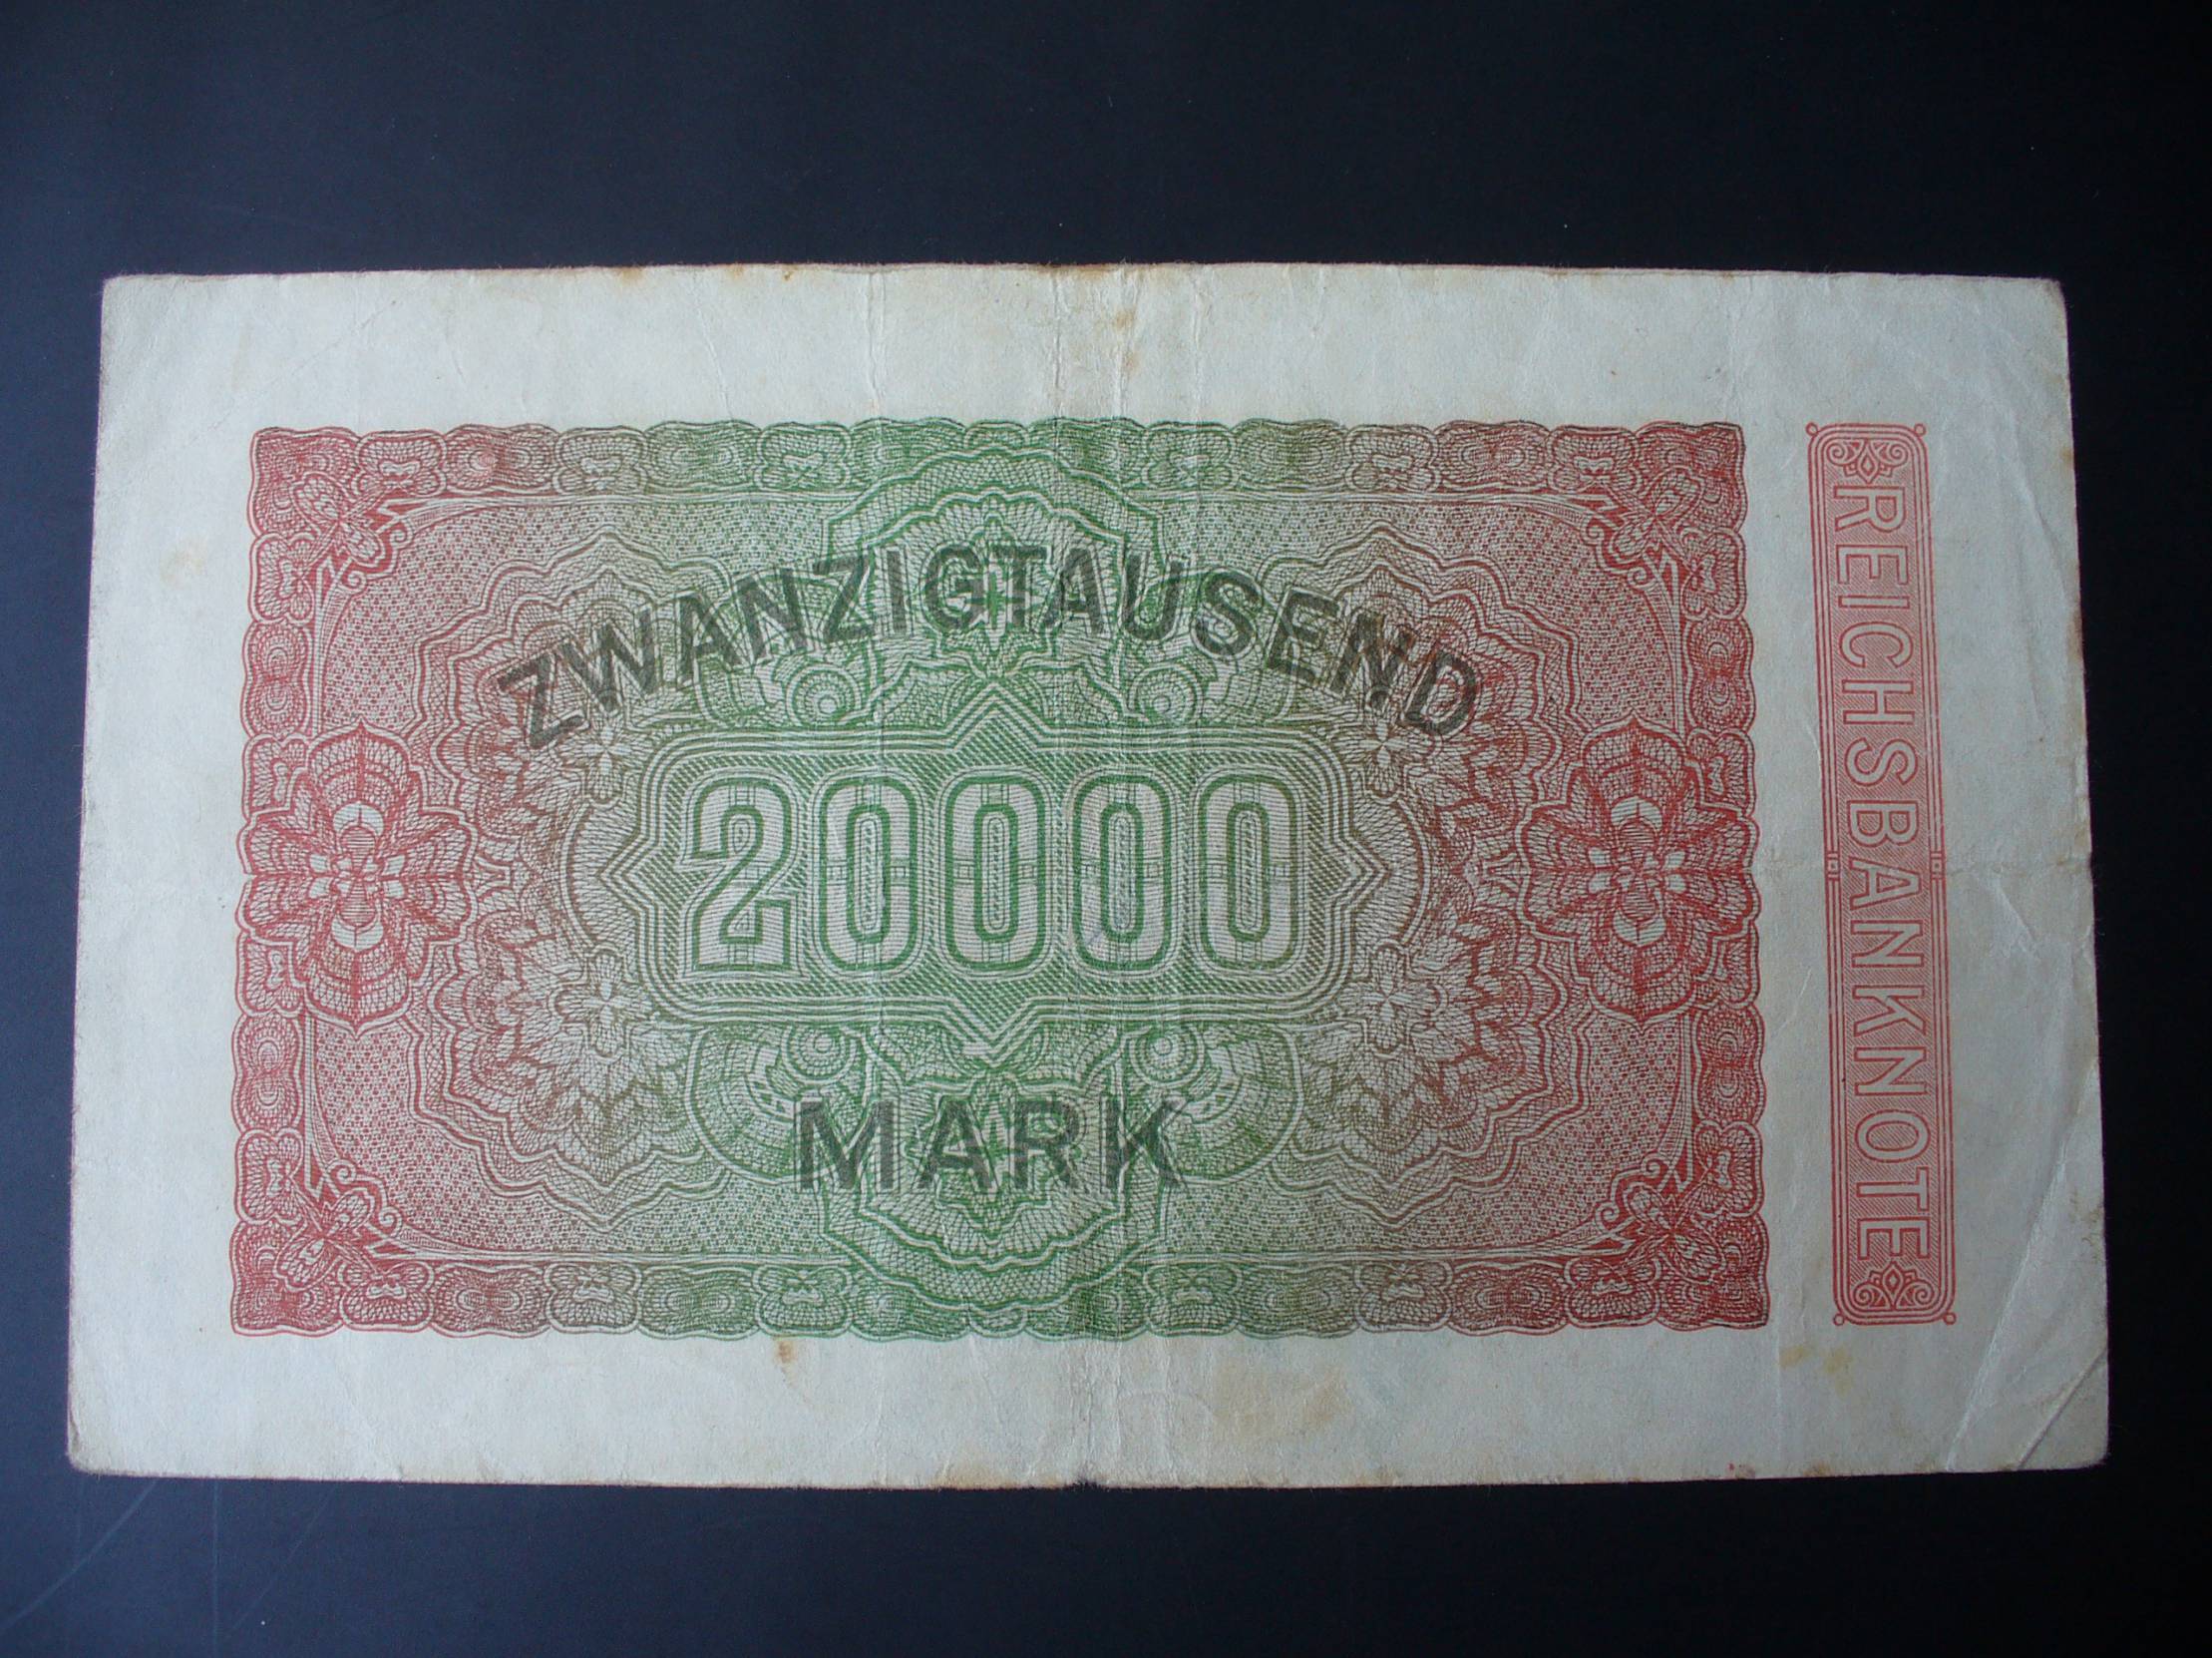 ZWANZIGTAUSEND
20000
MARK
REICHSBANKNOTE